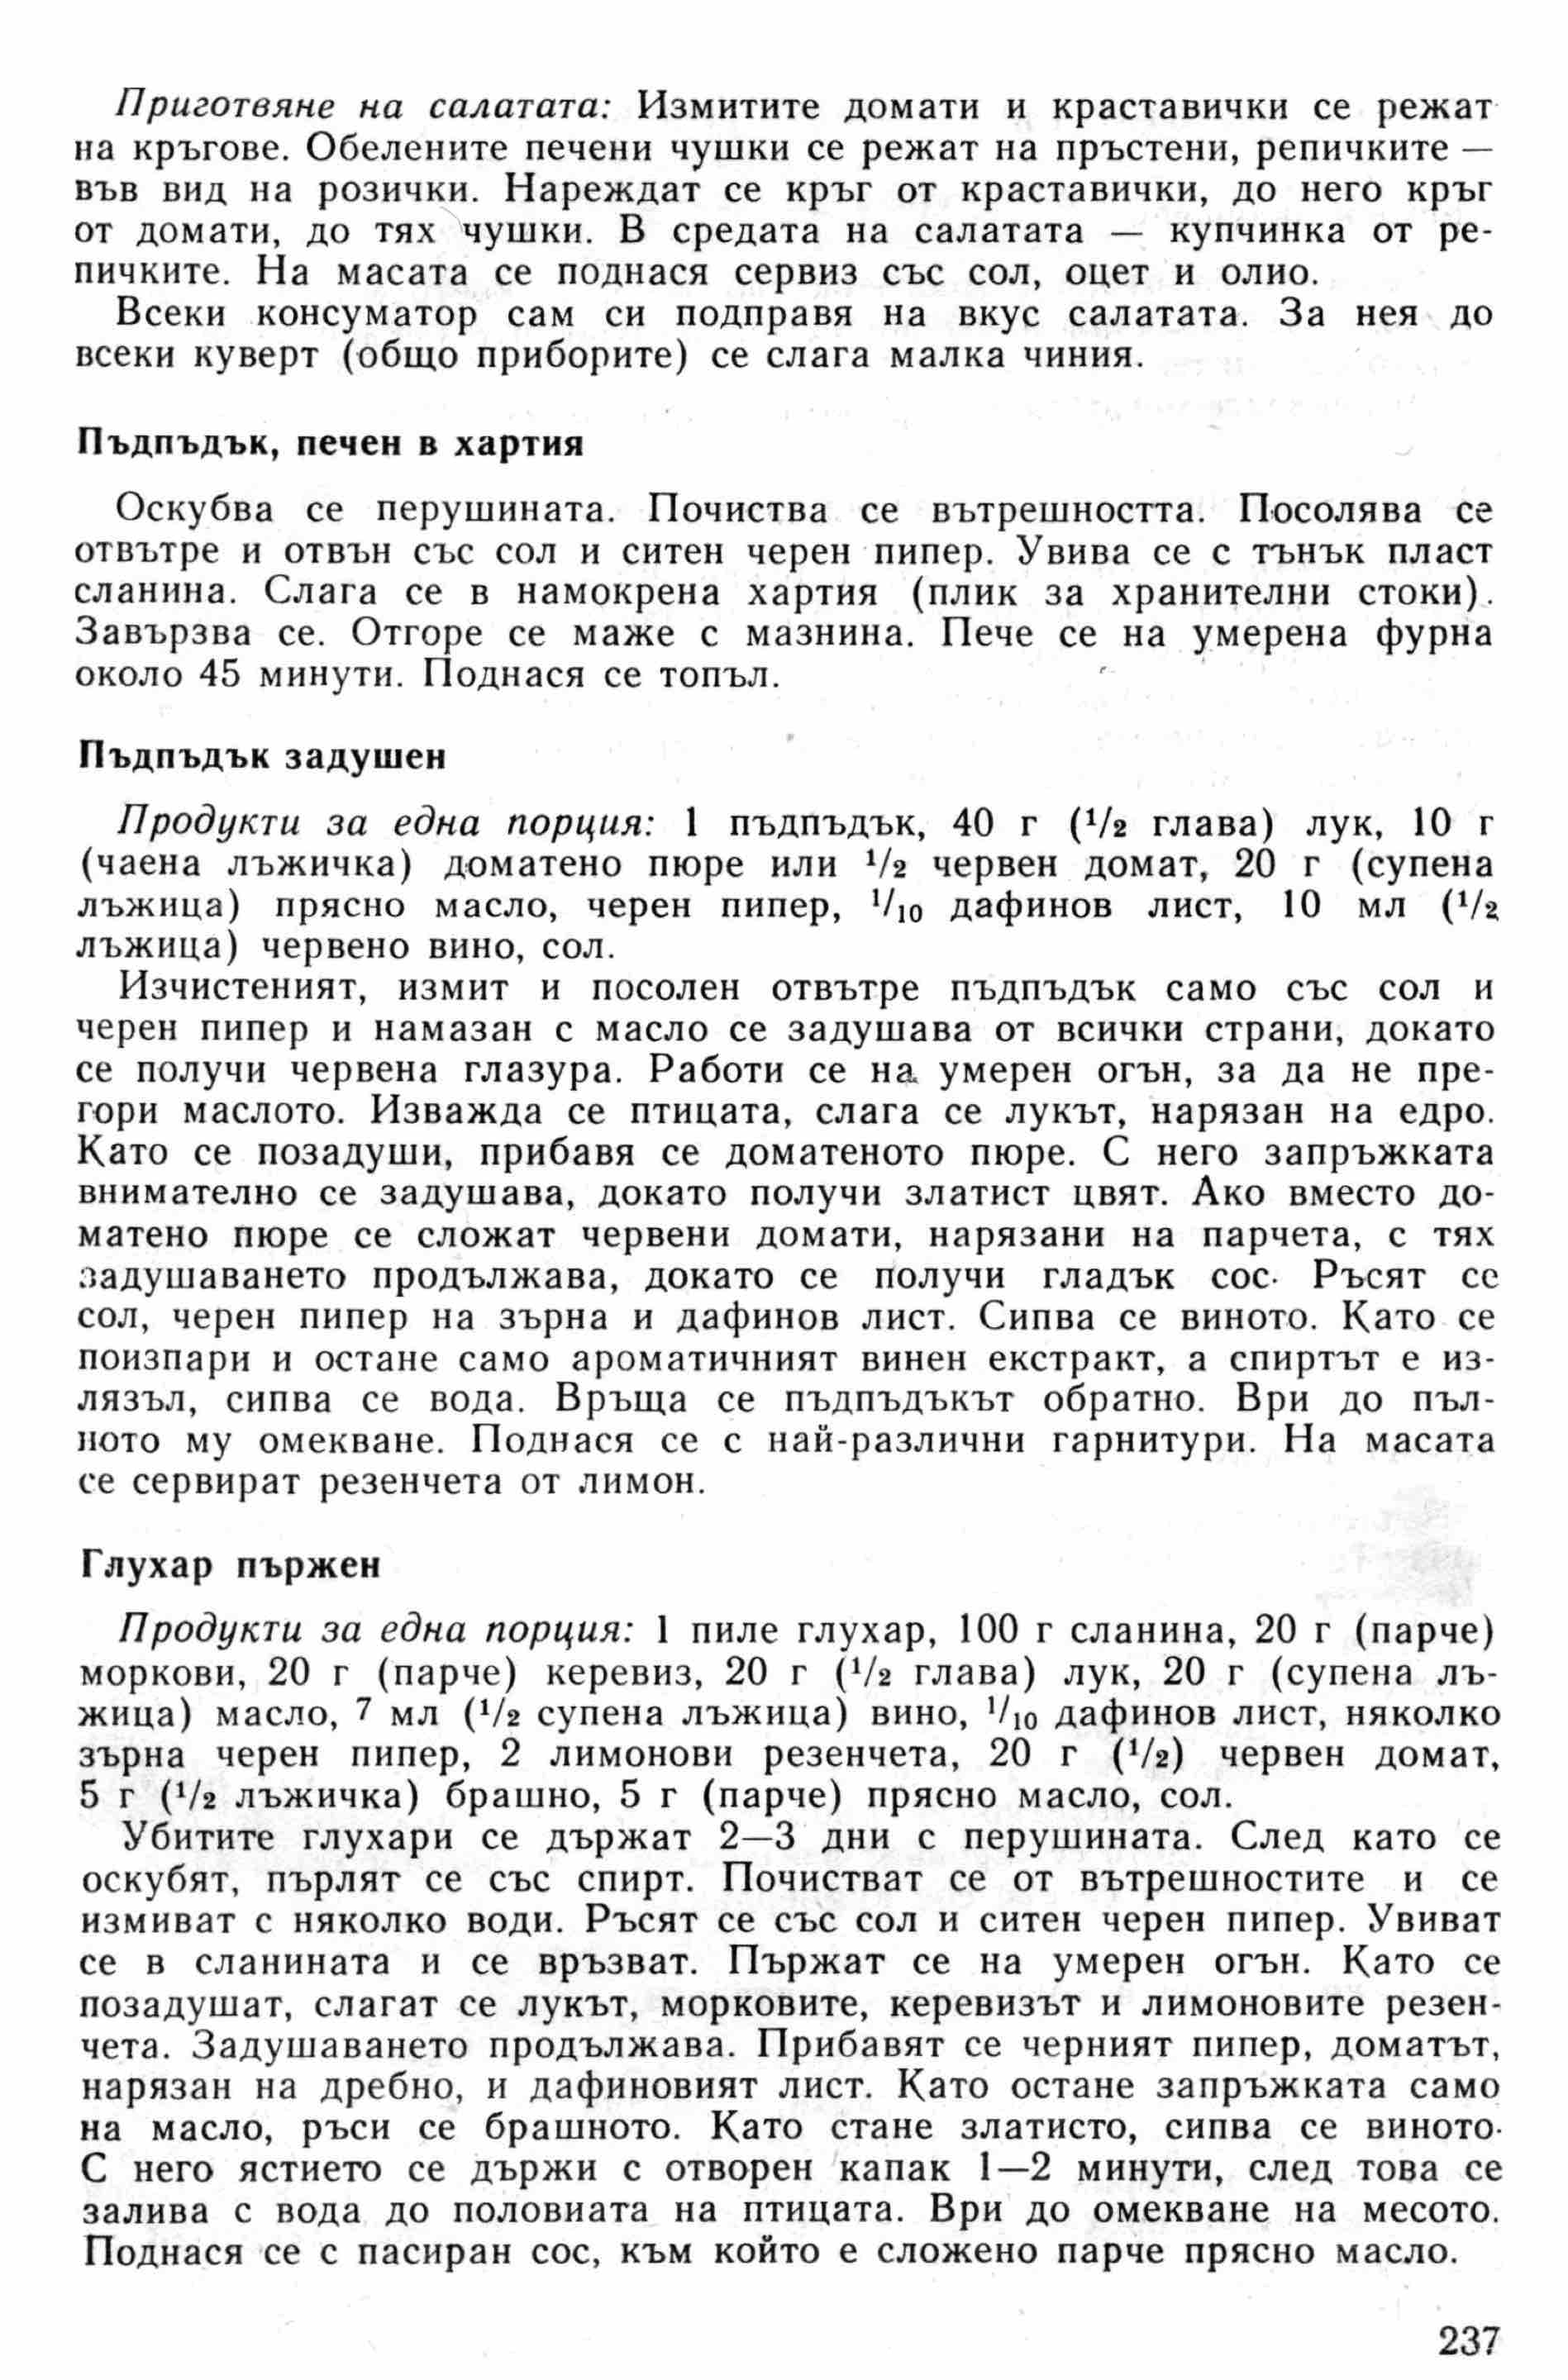 Приготвяне на салатата: Измитите домати и краставички се режат
на кръгове. Обелените печени чушки се режат на пръстени, репичките —
във вид на розички. Нареждат се кръг от краставички, до него кръг
от домати, до тях чушки. В средата на салатата — купчинка от ре-
пичките. На масата се поднася сервиз със сол, оцет и олио.
Всеки консуматор сам си подправя на вкус салатата. За нея до
всеки куверт (общо приборите) се слага малка чиния.
Пъдпъдък, печен в хартия
Оскубва се перушината. Почиства се вътрешността. Посолява се
отвътре и отвън със сол и ситен черен пипер. Увива се с тънък пласт
сланина. Слага се в намокрена хартия (плик за хранителни стоки).
Завързва се. Отгоре се маже с мазнина. Пече се на умерена фурна
около 45 минути. Поднася се топъл.
Пъдпъдък задушен
Продукти за една порция: 1 пъдпъдък, 40 г (1/2 глава) лук, 10 г
(чаена лъжичка) доматено пюре или 1/2 червен домат, 20 г (супена
лъжица) прясно масло, черен пипер, 1/10 дафинов лист, 10 мл (1/2
лъжица) червено вино, сол.
Изчистеният, измит и посолен отвътре пъдпъдък само със сол и
черен пипер и намазан с масло се задушава от всички страни, докато
се получи червена глазура. Работи се на умерен огън, за да не пре-
гори маслото. Изважда се птицата, слага се лукът, нарязан на едро.
Като се позадуши, прибавя се доматеното пюре. С него запръжката
внимателно се задушава, докато получи златист цвят. Ако вместо до-
матено пюре се сложат червени домати, нарязани на парчета, с тях
задушаването продължава, докато се получи гладък сос. Ръсят се
сол, черен пипер на зърна и дафинов лист. Сипва се виното. Като се
поизпари и остане само ароматичният винен екстракт, а спиртът е из-
лязъл, сипва се вода. Връща се пъдпъдъкът обратно. Ври до пъл-
ното му омекване. Поднася се с най-различни гарнитури. На масата
се сервират резенчета от лимон.
Глухар пържен
Продукти за една порция: 1 пиле глухар, 100 г сланина, 20 г (парче)
моркови, 20 г (парче) керевиз, 20 г (1/2 глава) лук, 20 г (супена лъ-
жица) масло, 7 мл (1/2 супена лъжица) вино, 1/10 дафинов лист, няколко
зърна черен пипер, 2 лимонови резенчета, 20 г (1/2) червен домат,
5 г (1/2 лъжичка) брашно, 5 г (парче) прясно масло, сол.
Убитите глухари се държат 2—3 дни с перушината. След като се
оскубят, пърлят се със спирт. Почистват се от вътрешностите и се
измиват с няколко води. Ръсят се със сол и ситен черен пипер. Увиват
се в сланината и се връзват. Пържат се на умерен огън. Като се
позадушат, слагат се лукът, морковите, керевизът и лимоновите резен-
чета. Задушаването продължава. Прибавят се черният пипер, доматът,
нарязан на дребно, и дафиновият лист. Като остане запръжката само
на масло, ръси се брашното. Като стане златисто, сипва се виното.
С него ястието се държи с отворен капак 1—2 минути, след това се
залива с вода до половиата на птицата. Ври до омекване на месото.
Поднася се с пасиран сос, към който е сложено парче прясно масло.
237